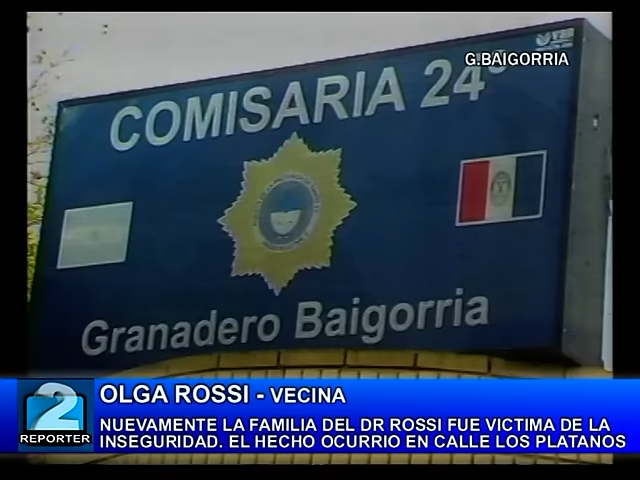 G.BAIGORRIA
COMISARIA 24º
Granadero Baigorria
OLGA ROSSI - VECINA
NUEVAMENTE LA FAMILIA DEL DR ROSSI FUE VICTIMA DE LA
INSEGURIDAD. EL HECHO OCURRIO EN CALLE LOS PLATANOS
2
REPORTER